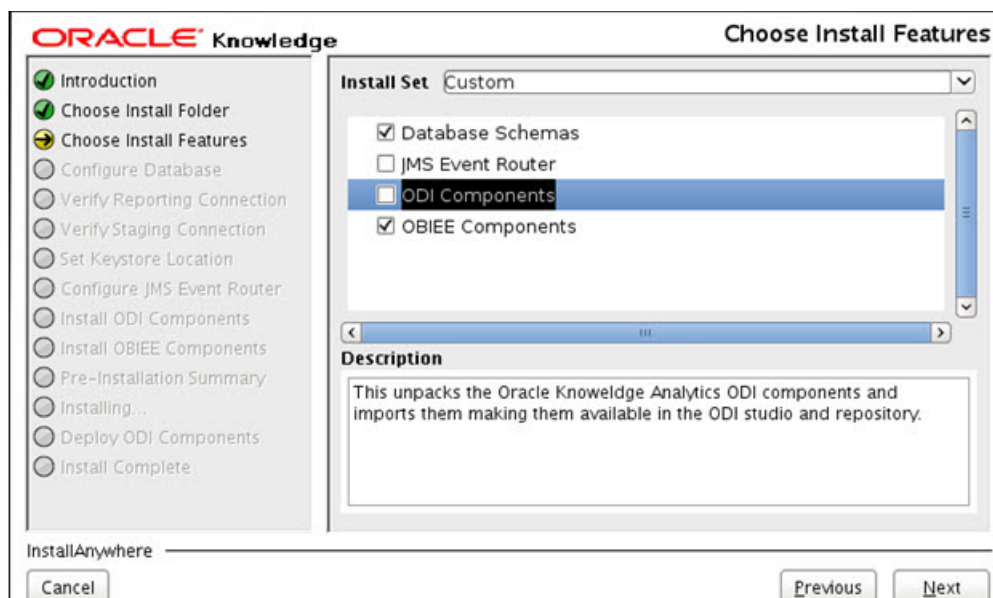 ORACLE Knowledge
Choose Install Features
Introduction
Choose Install Folder
Choose Install Features
Configure Database
Verify Reporting Connection
Verify Staging Connection
Set Keystore Location
Configure JMS Event Router
Install ODI Components
Install OBIEE Components
Pre-Installation Summary
Installing...
Deploy ODI Components
Install Complete
Install Set Custom
Database Schemas
JMS Event Router
ODI Components
OBIEE Components
Description
This unpacks the Oracle Knoweldge Analytics ODI components and
imports them making them available in the ODI studio and repository.
InstallAnywhere
Cancel
Previous
Next